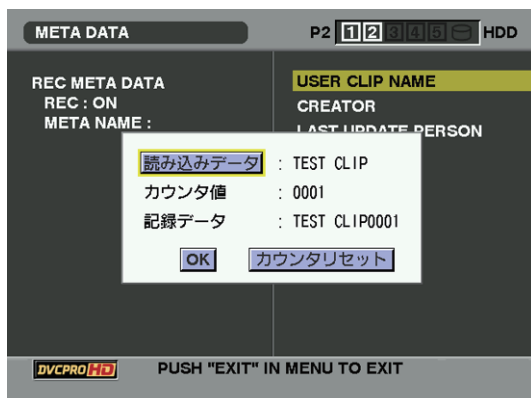 META DATA
P2 1 2 3 4 5 HDD
REC META DATA
REC : ON
META NAME :
USER CLIP NAME
CREATOR
LAST UPDATE PERSON
読み込みデータ : TEST CLIP
カウンタ値 : 0001
記録データ : TEST CLIP0001
OK カウンタリセット
DVCPRO HD PUSH "EXIT" IN MENU TO EXIT